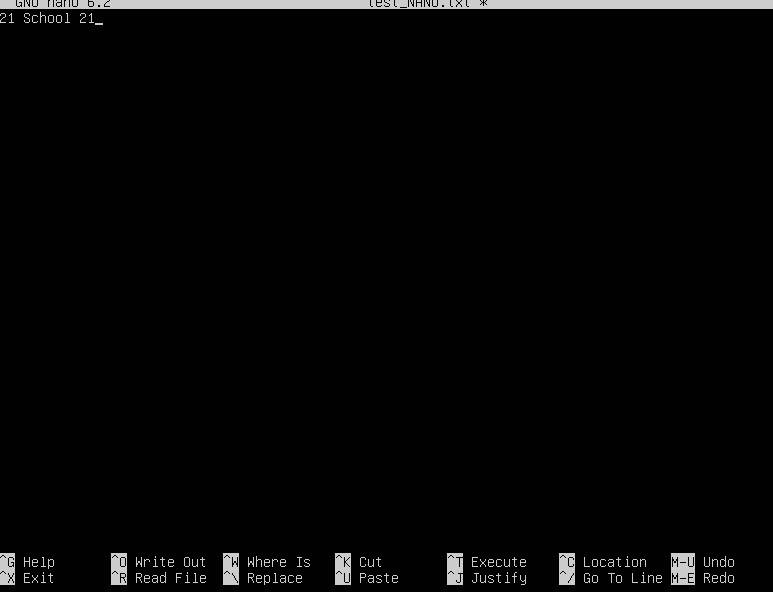 GNU nano 6.2 test_NANO.txt *
21 School 21_
^G Help ^O Write Out ^W Where Is ^K Cut ^T Execute ^C Location M-U Undo
^X Exit ^R Read File ^\ Replace ^U Paste ^J Justify ^/ Go To Line M-E Redo